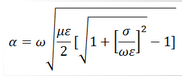 α = ω√(με/2 [√(1 + [σ/ωε]²) − 1])